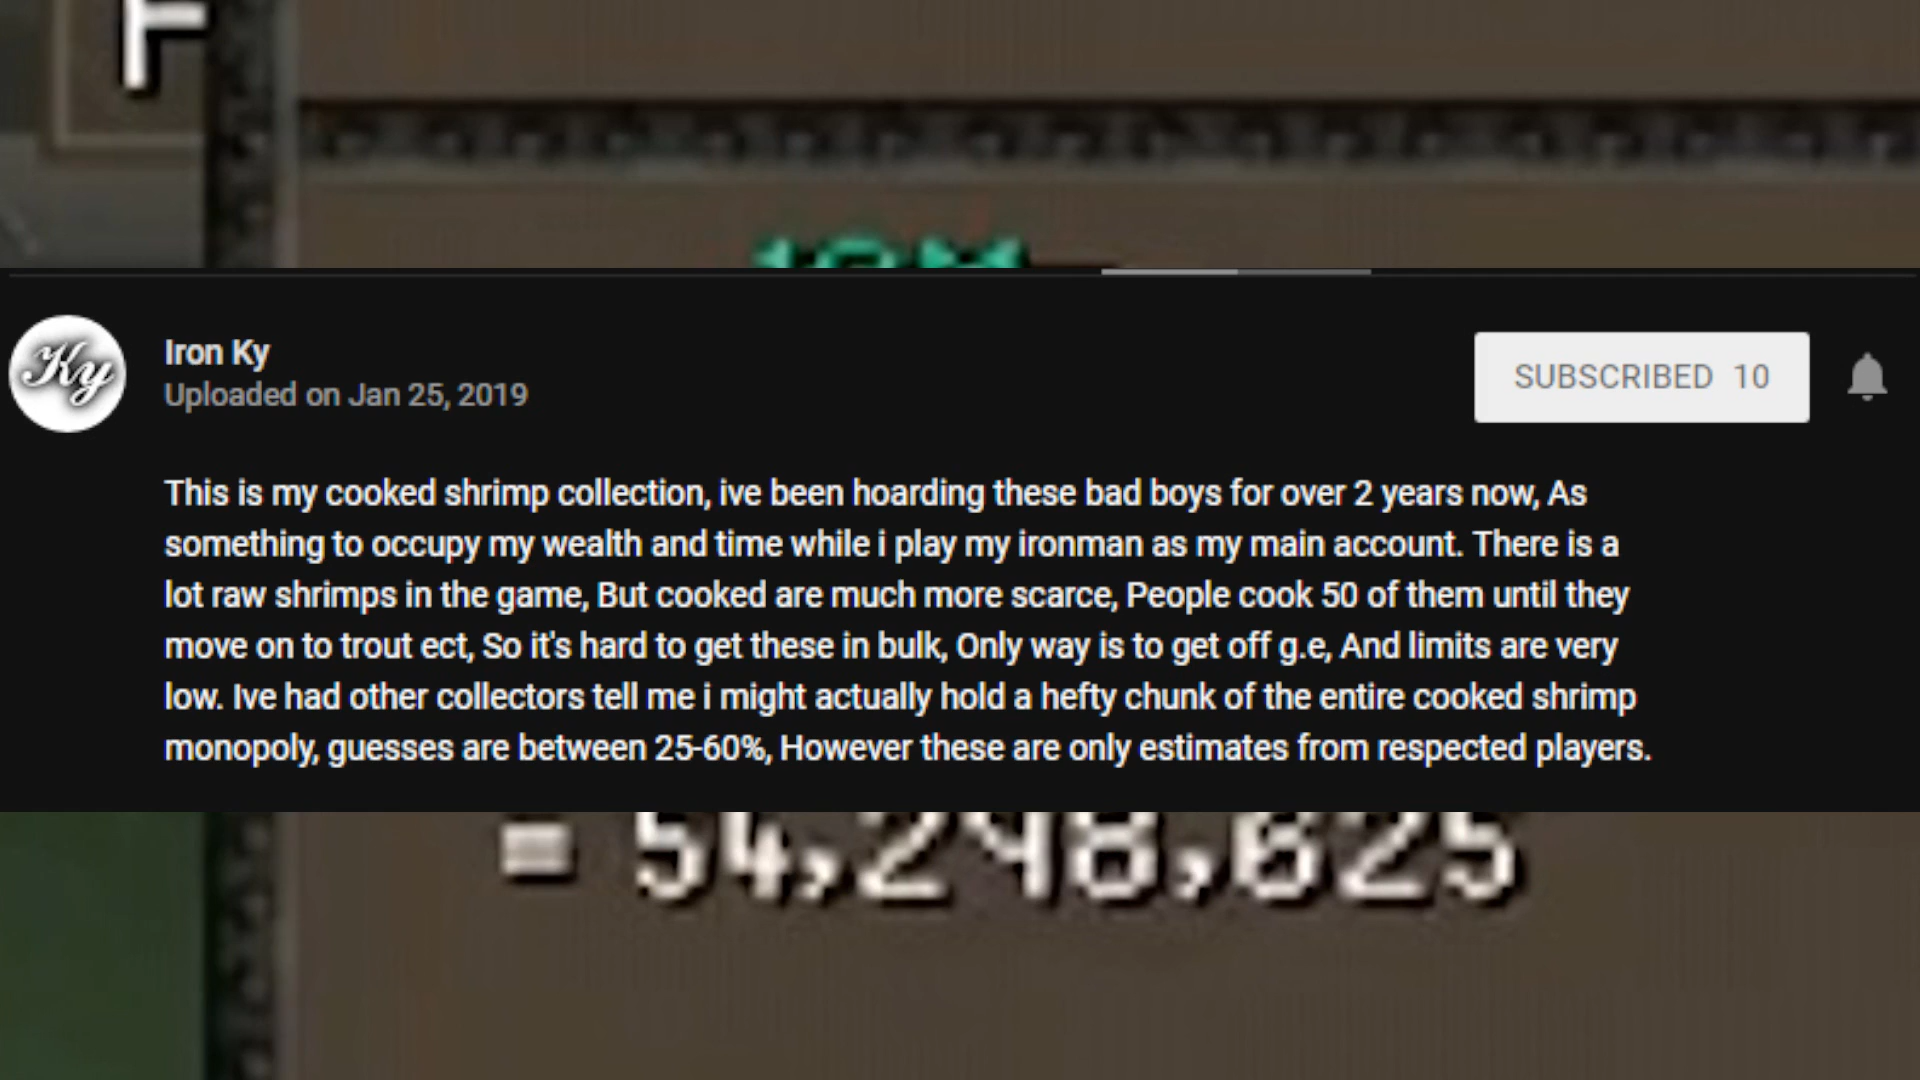 F
Ky
Iron Ky
Uploaded on Jan 25, 2019
SUBSCRIBED 10
This is my cooked shrimp collection, ive been hoarding these bad boys for over 2 years now, As
something to occupy my wealth and time while i play my ironman as my main account. There is a
lot raw shrimps in the game, But cooked are much more scarce, People cook 50 of them until they
move on to trout ect, So it's hard to get these in bulk, Only way is to get off g.e, And limits are very
low. Ive had other collectors tell me i might actually hold a hefty chunk of the entire cooked shrimp
monopoly, guesses are between 25-60%, However these are only estimates from respected players.
= 54,248,625